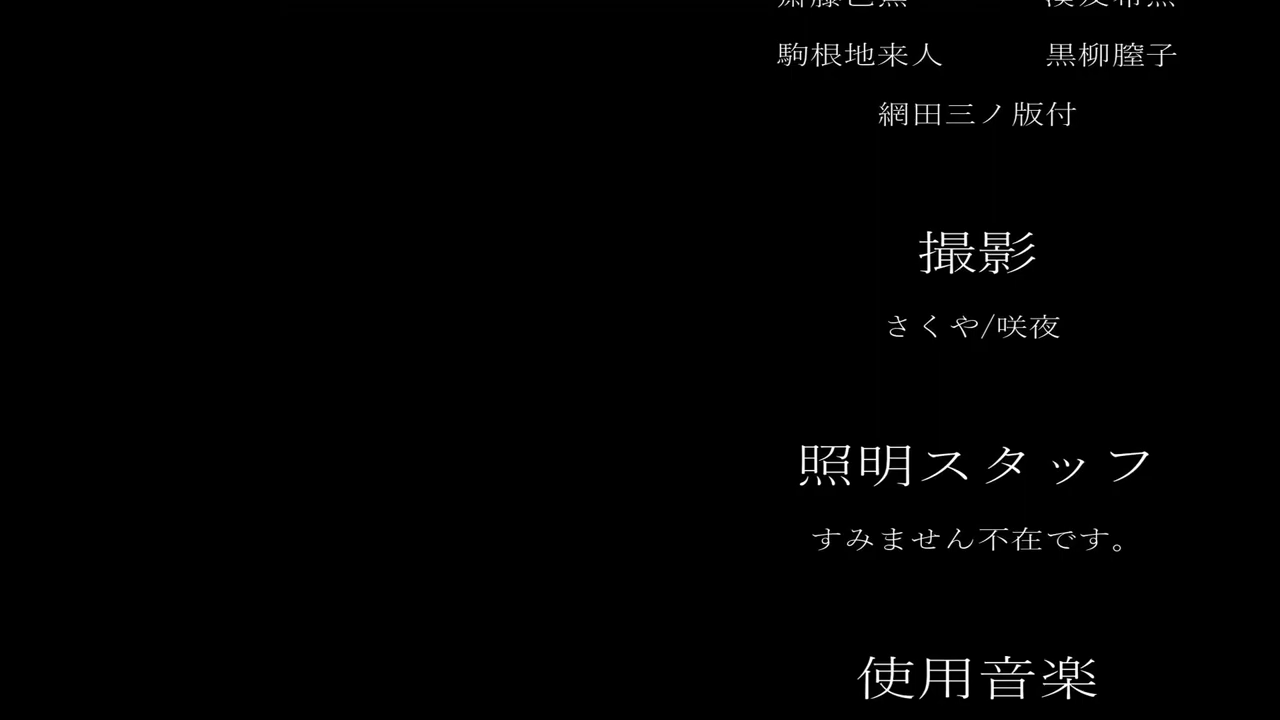 駒根地来人 黒柳膣子
網田三ノ版付
撮影
さくや/咲夜
照明スタッフ
すみません不在です。
使用音楽